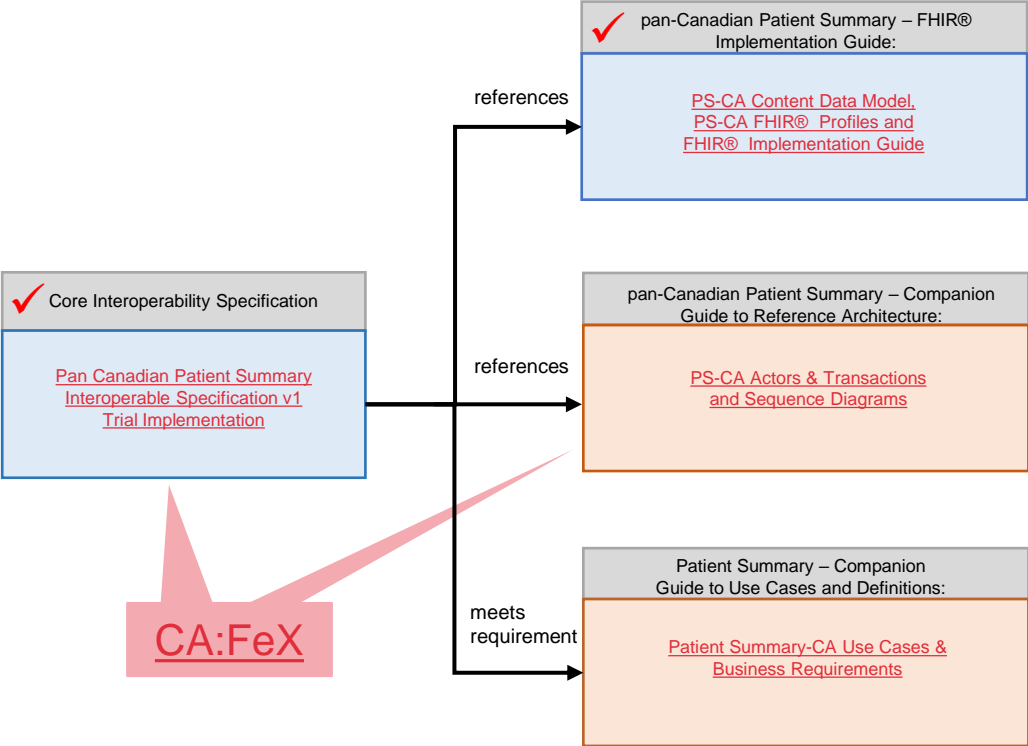 pan-Canadian Patient Summary – FHIR®
Implementation Guide:
references
PS-CA Content Data Model,
PS-CA FHIR® Profiles and
FHIR® Implementation Guide
Core Interoperability Specification
Pan Canadian Patient Summary
Interoperable Specification v1
Trial Implementation
pan-Canadian Patient Summary – Companion
Guide to Reference Architecture:
references
PS-CA Actors & Transactions
and Sequence Diagrams
CA:FeX
Patient Summary – Companion
Guide to Use Cases and Definitions:
meets
requirement
Patient Summary-CA Use Cases &
Business Requirements